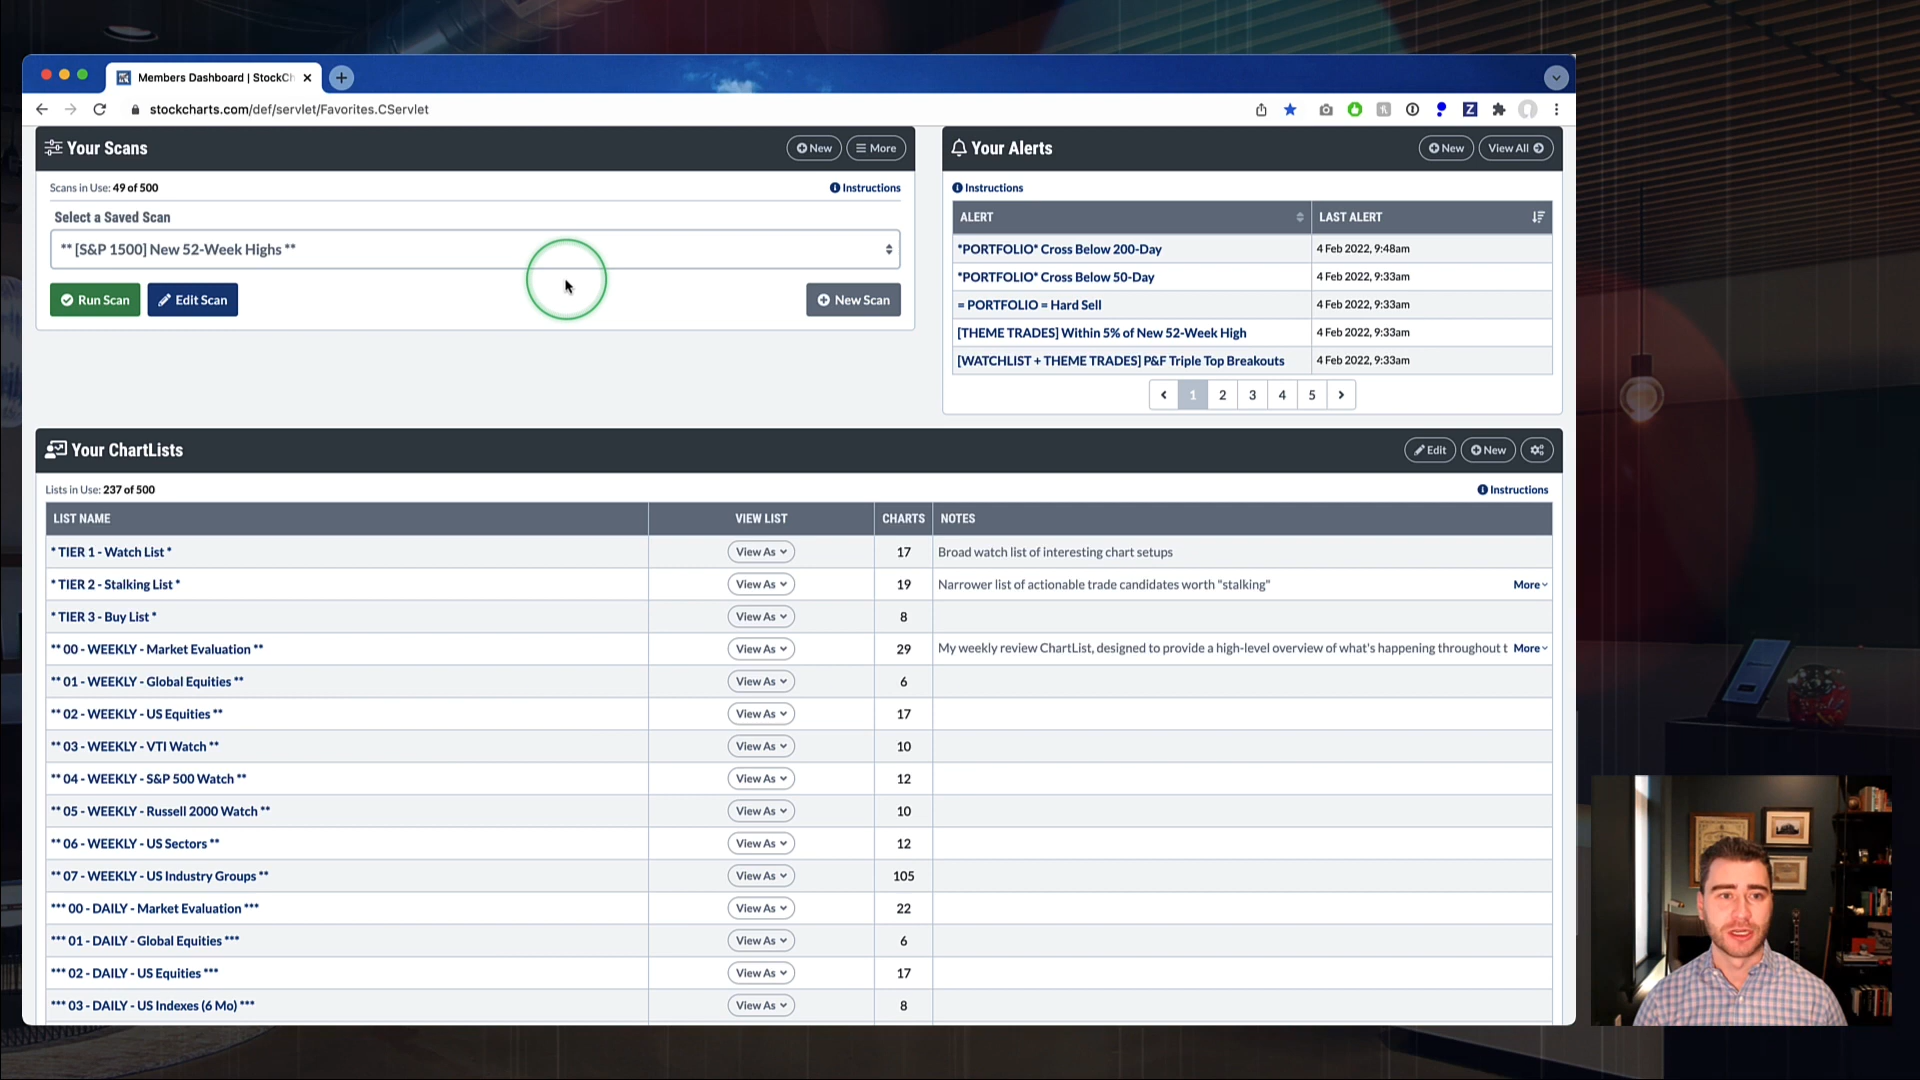 Members Dashboard | StockCh
stockcharts.com/def/servlet/Favorites.CServlet
Your Scans
New
More
Scans in Use: 49 of 500
Instructions
Select a Saved Scan
** [S&P 1500] New 52-Week Highs **
Run Scan
Edit Scan
New Scan
Your Alerts
New
View All
Instructions
ALERT LAST ALERT
*PORTFOLIO* Cross Below 200-Day 4 Feb 2022, 9:48am
*PORTFOLIO* Cross Below 50-Day 4 Feb 2022, 9:33am
= PORTFOLIO = Hard Sell 4 Feb 2022, 9:33am
[THEME TRADES] Within 5% of New 52-Week High 4 Feb 2022, 9:33am
[WATCHLIST + THEME TRADES] P&F Triple Top Breakouts 4 Feb 2022, 9:33am
1 2 3 4 5
Your ChartLists
Edit
New
Lists in Use: 237 of 500
Instructions
LIST NAME VIEW LIST CHARTS NOTES
* TIER 1 - Watch List * View As 17 Broad watch list of interesting chart setups
* TIER 2 - Stalking List * View As 19 Narrower list of actionable trade candidates worth "stalking" More
* TIER 3 - Buy List * View As 8
** 00 - WEEKLY - Market Evaluation ** View As 29 My weekly review ChartList, designed to provide a high-level overview of what's happening throughout t More
** 01 - WEEKLY - Global Equities ** View As 6
** 02 - WEEKLY - US Equities ** View As 17
** 03 - WEEKLY - VTI Watch ** View As 10
** 04 - WEEKLY - S&P 500 Watch ** View As 12
** 05 - WEEKLY - Russell 2000 Watch ** View As 10
** 06 - WEEKLY - US Sectors ** View As 12
** 07 - WEEKLY - US Industry Groups ** View As 105
*** 00 - DAILY - Market Evaluation *** View As 22
*** 01 - DAILY - Global Equities *** View As 6
*** 02 - DAILY - US Equities *** View As 17
*** 03 - DAILY - US Indexes (6 Mo) *** View As 8